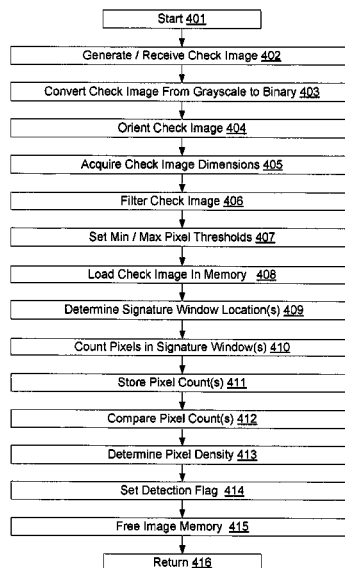 Start 401
Generate / Receive Check Image 402
Convert Check Image From Grayscale to Binary 403
Orient Check Image 404
Acquire Check Image Dimensions 405
Filter Check Image 406
Set Min / Max Pixel Thresholds 407
Load Check Image In Memory 408
Determine Signature Window Location(s) 409
Count Pixels in Signature Window(s) 410
Store Pixel Count(s) 411
Compare Pixel Count(s) 412
Determine Pixel Density 413
Set Detection Flag 414
Free Image Memory 415
Return 416